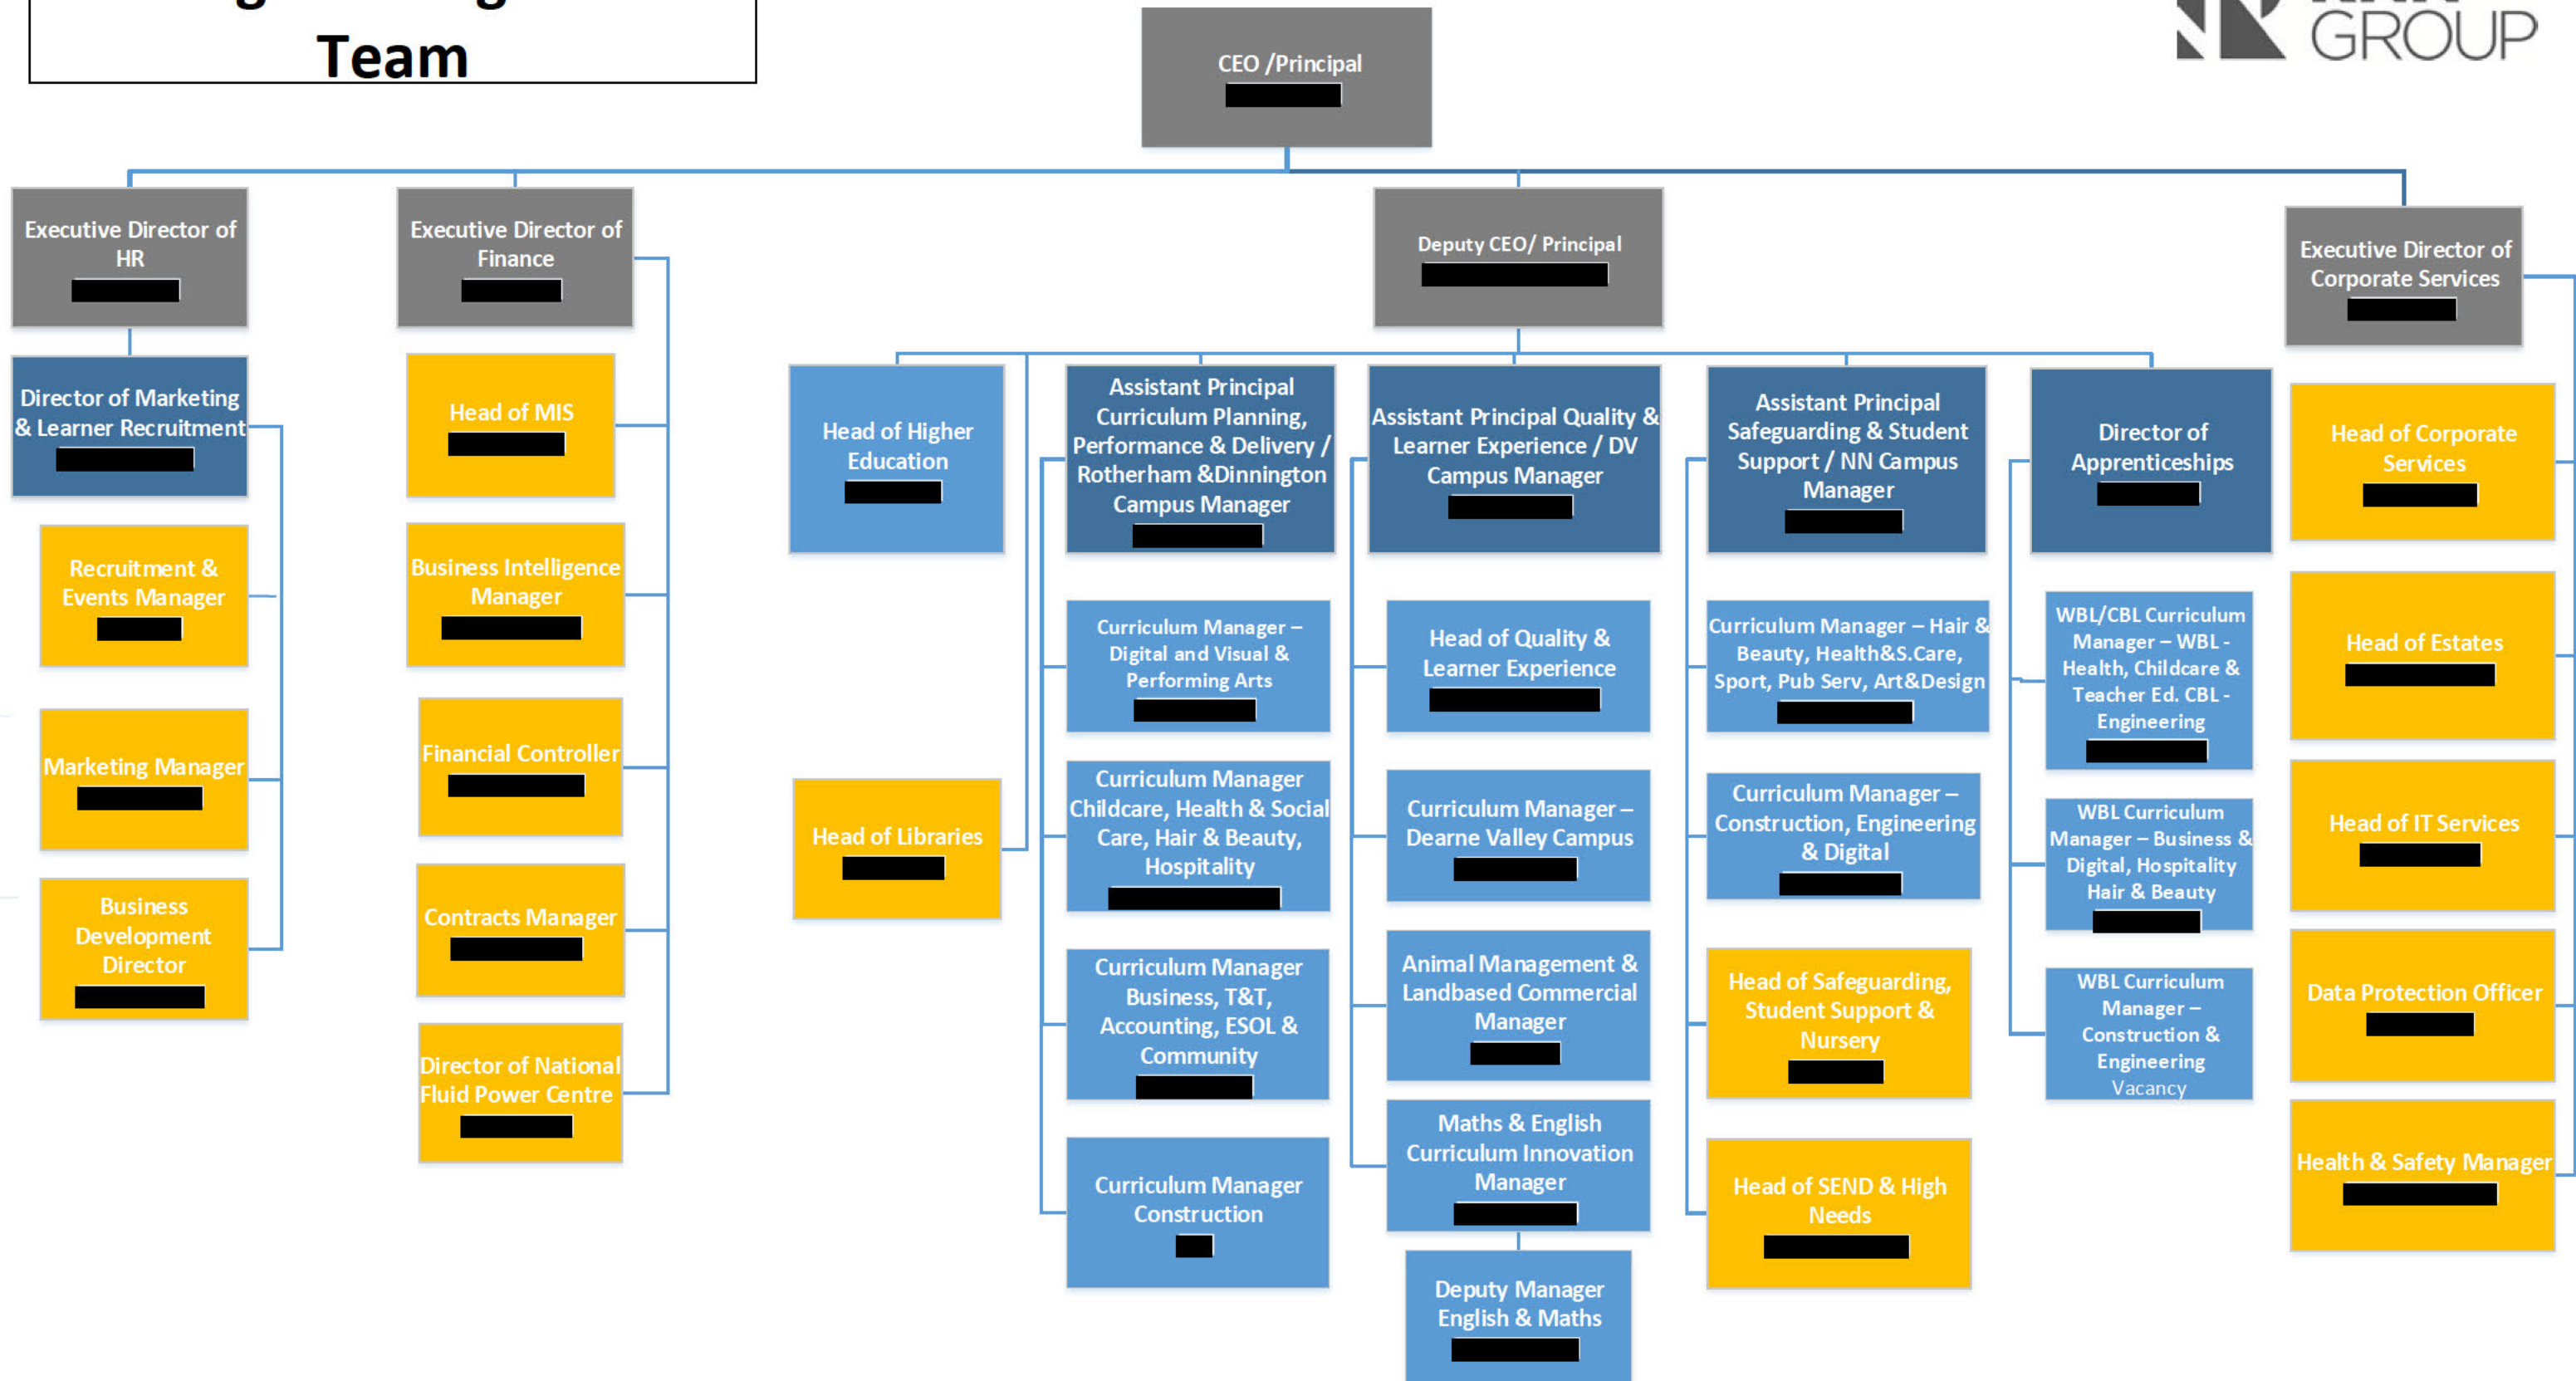 Team
GROUP
CEO /Principal
Executive Director of
HR
Executive Director of
Finance
Deputy CEO/ Principal
Executive Director of
Corporate Services
Director of Marketing
& Learner Recruitment
Recruitment &
Events Manager
Marketing Manager
Business
Development
Director
Head of MIS
Business Intelligence
Manager
Financial Controller
Contracts Manager
Director of National
Fluid Power Centre
Head of Higher
Education
Head of Libraries
Assistant Principal
Curriculum Planning,
Performance & Delivery /
Rotherham &Dinnington
Campus Manager
Curriculum Manager –
Digital and Visual &
Performing Arts
Curriculum Manager
Childcare, Health & Social
Care, Hair & Beauty,
Hospitality
Curriculum Manager
Business, T&T,
Accounting, ESOL &
Community
Curriculum Manager
Construction
Assistant Principal Quality &
Learner Experience / DV
Campus Manager
Head of Quality &
Learner Experience
Curriculum Manager –
Dearne Valley Campus
Animal Management &
Landbased Commercial
Manager
Maths & English
Curriculum Innovation
Manager
Deputy Manager
English & Maths
Assistant Principal
Safeguarding & Student
Support / NN Campus
Manager
Curriculum Manager – Hair &
Beauty, Health&S.Care,
Sport, Pub Serv, Art&Design
Curriculum Manager –
Construction, Engineering
& Digital
Head of Safeguarding,
Student Support &
Nursery
Head of SEND & High
Needs
Director of
Apprenticeships
WBL/CBL Curriculum
Manager – WBL -
Health, Childcare &
Teacher Ed. CBL -
Engineering
WBL Curriculum
Manager – Business &
Digital, Hospitality
Hair & Beauty
WBL Curriculum
Manager –
Construction &
Engineering
Vacancy
Head of Corporate
Services
Head of Estates
Head of IT Services
Data Protection Officer
Health & Safety Manager